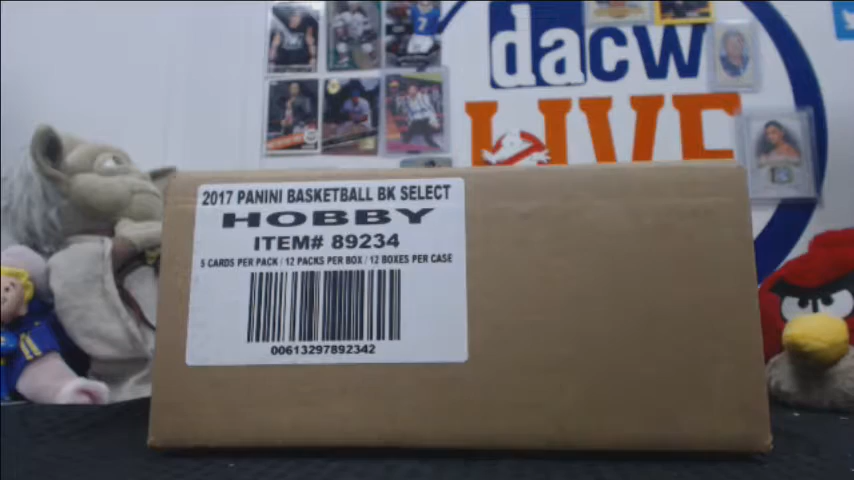 dacW
LIVE
2017 PANINI BASKETBALL BK SELECT
HOBBY
ITEM# 89234
5 CARDS PER PACK / 12 PACKS PER BOX / 12 BOXES PER CASE
00613297892342